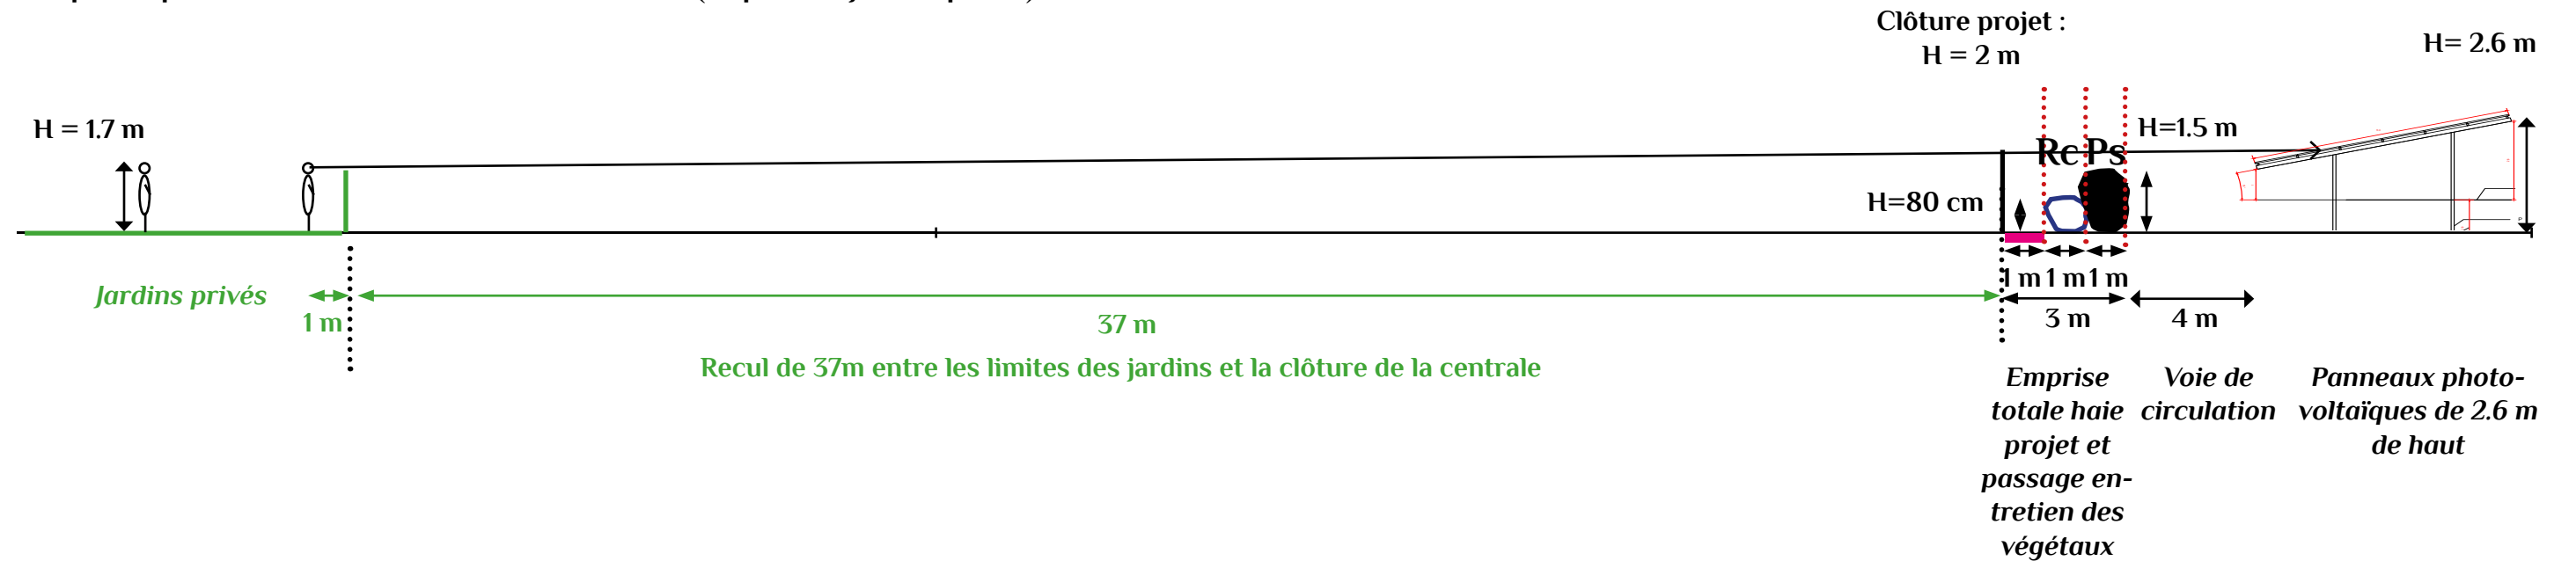 Clôture projet :
H = 2 m
H= 2.6 m
H = 1.7 m
H=1.5 m
Rc Ps
H=80 cm
1 m 1 m 1 m
Jardins privés
1 m
37 m
3 m
4 m
Recul de 37m entre les limites des jardins et la clôture de la centrale
Emprise
totale haie
projet et
passage en-
tretien des
végétaux
Voie de
circulation
Panneaux photo-
voltaïques de 2.6 m
de haut